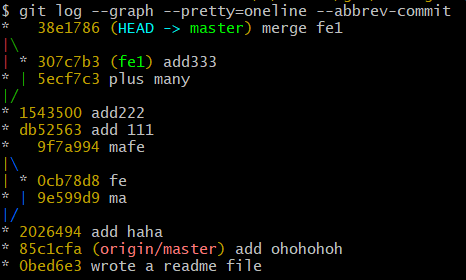 $ git log --graph --pretty=oneline --abbrev-commit
*   38e1786 (HEAD -> master) merge fe1
|\
| * 307c7b3 (fe1) add333
* | 5ecf7c3 plus many
|/
* 1543500 add222
* db52563 add 111
*   9f7a994 mafe
|\
| * 0cb78d8 fe
* | 9e599d9 ma
|/
* 2026494 add haha
* 85c1cfa (origin/master) add ohohohoh
* 0bed6e3 wrote a readme file